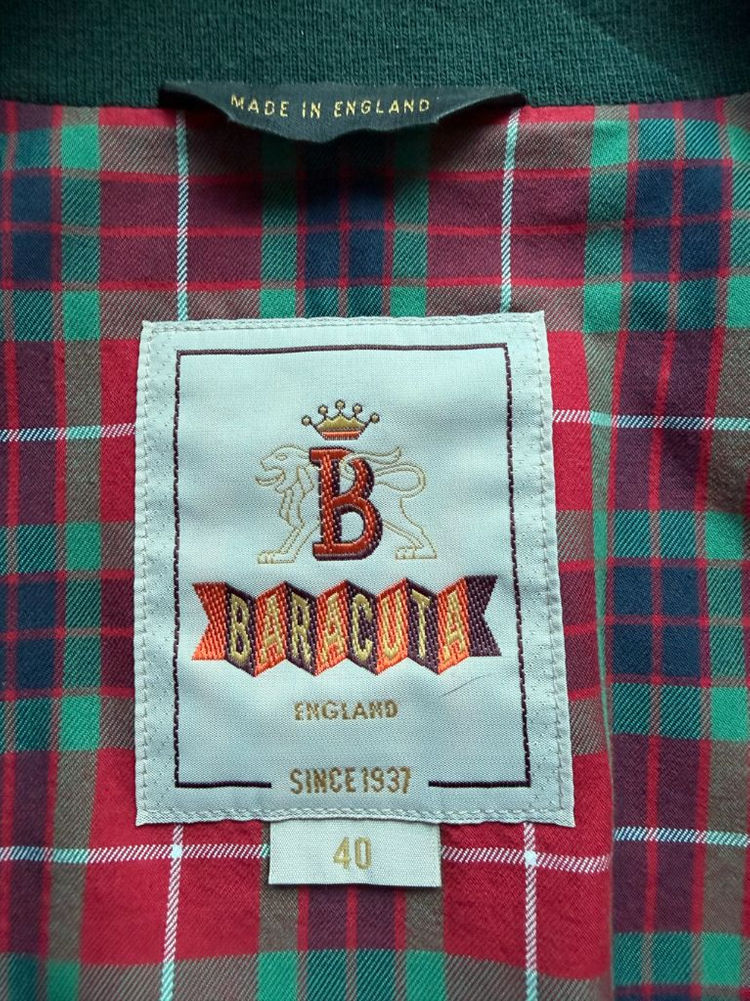 MADE IN ENGLAND
B
BARACUTA
ENGLAND
SINCE 1937
40